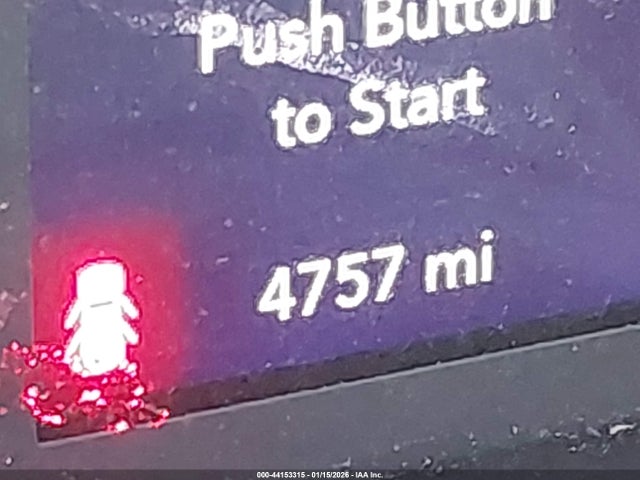 Push Button
to Start
4757 mi
000-44153315 - 01/15/2026 - IAA Inc.